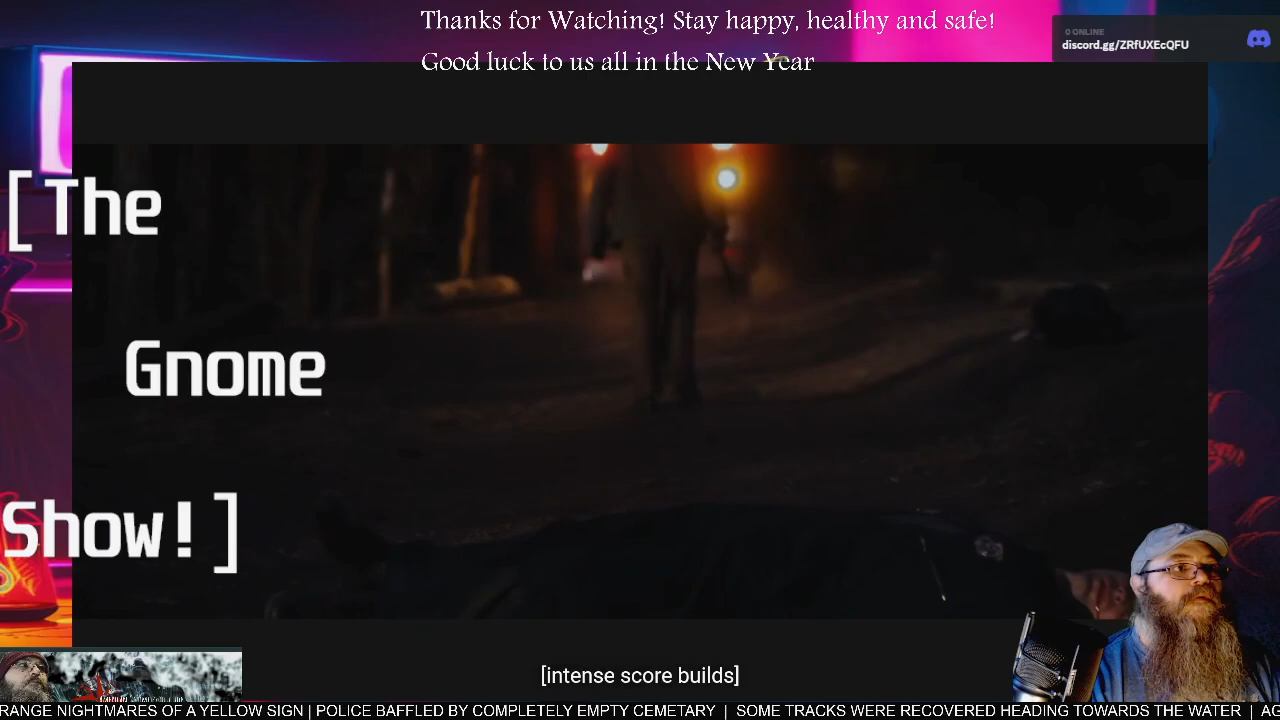 Thanks for Watching! Stay happy, healthy and safe!
Good luck to us all in the New Year
0 ONLINE
discord.gg/ZRfUXEcQFU
[The
Gnome
Show!]
[intense score builds]
RANGE NIGHTMARES OF A YELLOW SIGN | POLICE BAFFLED BY COMPLETELY EMPTY CEMETARY | SOME TRACKS WERE RECOVERED HEADING TOWARDS THE WATER | AG